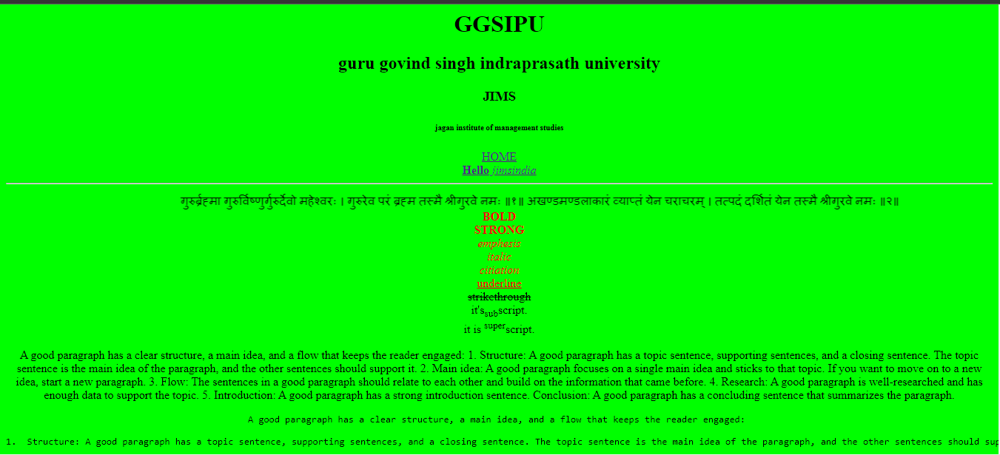 GGSIPU
guru govind singh indraprasath university
JIMS
jagan institute of management studies
HOME
Hello jimsindia
गुरुर्ब्रह्मा गुरुर्विष्णुर्गुरुर्देवो महेश्वरः । गुरुरेव परं ब्रह्म तस्मै श्रीगुरवे नमः ॥१॥ अखण्डमण्डलाकारं व्याप्तं येन चराचरम् । तत्पदं दर्शितं येन तस्मै श्रीगुरवे नमः ॥२॥
BOLD
STRONG
emphesis
italic
citiation
underline
strikethrough
it's sub script.
it is super script.
A good paragraph has a clear structure, a main idea, and a flow that keeps the reader engaged: 1. Structure: A good paragraph has a topic sentence, supporting sentences, and a closing sentence. The topic
sentence is the main idea of the paragraph, and the other sentences should support it. 2. Main idea: A good paragraph focuses on a single main idea and sticks to that topic. If you want to move on to a new
idea, start a new paragraph. 3. Flow: The sentences in a good paragraph should relate to each other and build on the information that came before. 4. Research: A good paragraph is well-researched and has
enough data to support the topic. 5. Introduction: A good paragraph has a strong introduction sentence. Conclusion: A good paragraph has a concluding sentence that summarizes the paragraph.
A good paragraph has a clear structure, a main idea, and a flow that keeps the reader engaged:
1. Structure: A good paragraph has a topic sentence, supporting sentences, and a closing sentence. The topic sentence is the main idea of the paragraph, and the other sentences should sup